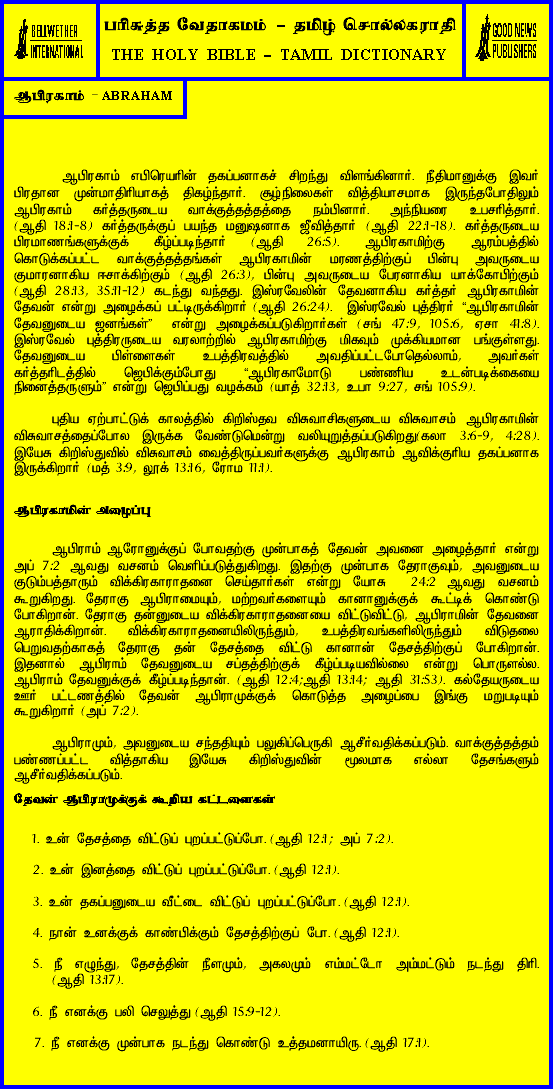 BELLWETHER
INTERNATIONAL
பரிசுத்த வேதாகமம் – தமிழ் சொல்லகராதி
THE HOLY BIBLE – TAMIL DICTIONARY
GOOD NEWS
PUBLISHERS
ஆபிரகாம் – ABRAHAM
ஆபிரகாம் எபிரெயரின் தகப்பனாகச் சிறந்து விளங்கினார். நீதிமானுக்கு இவர்
பிரதான முன்மாதிரியாகத் திகழ்ந்தார். சூழ்நிலைகள் வித்தியாசமாக இருந்தபோதிலும்
ஆபிரகாம் கர்த்தருடைய வாக்குத்தத்தத்தை நம்பினார். அந்நியரை உபசரித்தார்.
(ஆதி 18:1-8) கர்த்தருக்குப் பயந்த மனுஷனாக ஜீவித்தார் (ஆதி 22:1-18). கர்த்தருடைய
பிரமாணங்களுக்குக் கீழ்ப்படிந்தார் (ஆதி 26:5). ஆபிரகாமிற்கு ஆரம்பத்தில்
கொடுக்கப்பட்ட வாக்குத்தத்தங்கள் ஆபிரகாமின் மரணத்திற்குப் பின்பு அவருடைய
குமாரனாகிய ஈசாக்கிற்கும் (ஆதி 26:3), பின்பு அவருடைய பேரனாகிய யாக்கோபிற்கும்
(ஆதி 28:13, 35:11-12) கடந்து வந்தது. இஸ்ரவேலின் தேவனாகிய கர்த்தர் ஆபிரகாமின்
தேவன் என்று அழைக்கப் பட்டிருக்கிறார் (ஆதி 26:24). இஸ்ரவேல் புத்திரர் “ஆபிரகாமின்
தேவனுடைய ஜனங்கள்” என்று அழைக்கப்படுகிறார்கள் (சங் 47:9, 105:6, ஏசா 41:8).
இஸ்ரவேல் புத்திரருடைய வரலாற்றில் ஆபிரகாமிற்கு மிகவும் முக்கியமான பங்குள்ளது.
தேவனுடைய பிள்ளைகள் உபத்திரவத்தில் அவதிப்பட்டபோதெல்லாம், அவர்கள்
கர்த்தரிடத்தில் ஜெபிக்கும்போது “ஆபிரகாமோடு பண்ணிய உடன்படிக்கையை
நினைத்தருளும்” என்று ஜெபிப்பது வழக்கம் (யாத் 32:13, உபா 9:27, சங் 105:9).
புதிய ஏற்பாட்டுக் காலத்தில் கிறிஸ்தவ விசுவாசிகளுடைய விசுவாசம் ஆபிரகாமின்
விசுவாசத்தைப்போல இருக்க வேண்டுமென்று வலியுறுத்தப்படுகிறது(கலா 3:6-9, 4:28).
இயேசு கிறிஸ்துவில் விசுவாசம் வைத்திருப்பவர்களுக்கு ஆபிரகாம் ஆவிக்குரிய தகப்பனாக
இருக்கிறார் (மத் 3:9, லூக் 13:16, ரோம 11:1).
ஆபிரகாமின் அழைப்பு
ஆபிராம் ஆரோனுக்குப் போவதற்கு முன்பாகத் தேவன் அவனை அழைத்தார் என்று
அப் 7:2 ஆவது வசனம் வெளிப்படுத்துகிறது. இதற்கு முன்பாக தேராகுவும், அவனுடைய
குடும்பத்தாரும் விக்கிரகாராதனை செய்தார்கள் என்று யோசு 24:2 ஆவது வசனம்
கூறுகிறது. தேராகு ஆபிராமையும், மற்றவர்களையும் கானானுக்குக் கூட்டிக் கொண்டு
போகிறான். தேராகு தன்னுடைய விக்கிரகாராதனையை விட்டுவிட்டு, ஆபிராமின் தேவனை
ஆராதிக்கிறான். விக்கிரகாராதனையிலிருந்தும், உபத்திரவங்களிலிருந்தும் விடுதலை
பெறுவதற்காகத் தேராகு தன் தேசத்தை விட்டு கானான் தேசத்திற்குப் போகிறான்.
இதனால் ஆபிராம் தேவனுடைய சப்தத்திற்குக் கீழ்ப்படியவில்லை என்று பொருளல்ல.
ஆபிராம் தேவனுக்குக் கீழ்ப்படிந்தான். (ஆதி 12:4;ஆதி 13:14; ஆதி 31:53). கல்தேயருடைய
ஊர் பட்டணத்தில் தேவன் ஆபிராமுக்குக் கொடுத்த அழைப்பை இங்கு மறுபடியும்
கூறுகிறார் (அப் 7:2).
ஆபிராமும், அவனுடைய சந்ததியும் பலுகிப்பெருகி ஆசீர்வதிக்கப்படும். வாக்குத்தத்தம்
பண்ணப்பட்ட வித்தாகிய இயேசு கிறிஸ்துவின் மூலமாக எல்லா தேசங்களும்
ஆசீர்வதிக்கப்படும்.
தேவன் ஆபிராமுக்குக் கூறிய கட்டளைகள்
1. உன் தேசத்தை விட்டுப் புறப்பட்டுப்போ. (ஆதி 12:1; அப் 7:2).
2. உன் இனத்தை விட்டுப் புறப்பட்டுப்போ. (ஆதி 12:1).
3. உன் தகப்பனுடைய வீட்டை விட்டுப் புறப்பட்டுப்போ. (ஆதி 12:1).
4. நான் உனக்குக் காண்பிக்கும் தேசத்திற்குப் போ. (ஆதி 12:1).
5. நீ எழுந்து, தேசத்தின் நீளமும், அகலமும் எம்மட்டோ அம்மட்டும் நடந்து திரி.
(ஆதி 13:17).
6. நீ எனக்கு பலி செலுத்து (ஆதி 15:9-12).
7. நீ எனக்கு முன்பாக நடந்து கொண்டு உத்தமனாயிரு. (ஆதி 17:1).